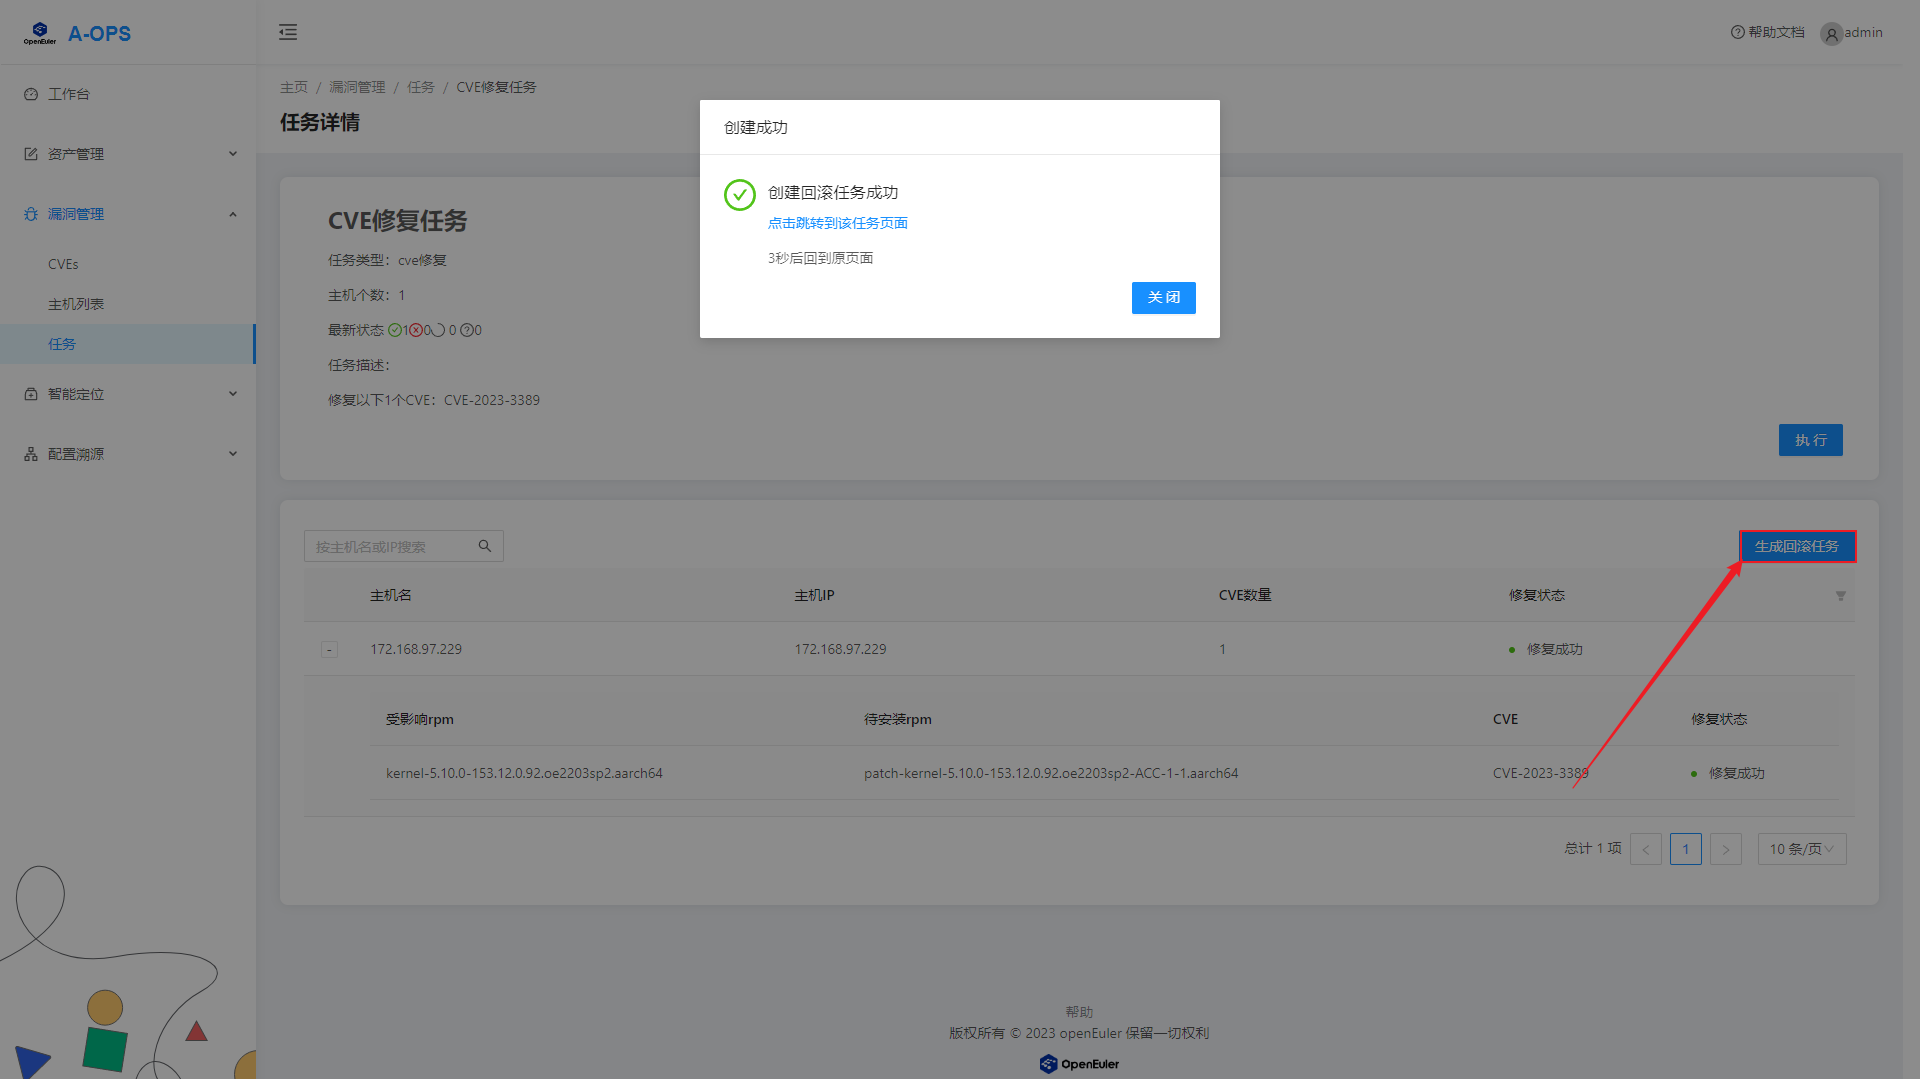 OpenEuler
A-OPS
帮助文档
admin
工作台
资产管理
漏洞管理
CVEs
主机列表
任务
智能定位
配置溯源
主页 / 漏洞管理 / 任务 / CVE修复任务
任务详情
创建成功
创建回滚任务成功
点击跳转到该任务页面
3秒后回到原页面
关 闭
CVE修复任务
任务类型：cve修复
主机个数：1
最新状态 1 0 0 0
任务描述：
修复以下1个CVE：CVE-2023-3389
执 行
按主机名或IP搜索
生成回滚任务
主机名 主机IP CVE数量 修复状态
- 172.168.97.229 172.168.97.229 1 修复成功
受影响rpm 待安装rpm CVE 修复状态
kernel-5.10.0-153.12.0.92.oe2203sp2.aarch64 patch-kernel-5.10.0-153.12.0.92.oe2203sp2-ACC-1-1.aarch64 CVE-2023-3389 修复成功
总计 1 项 < 1 > 10 条/页
帮助
版权所有 © 2023 openEuler 保留一切权利
OpenEuler